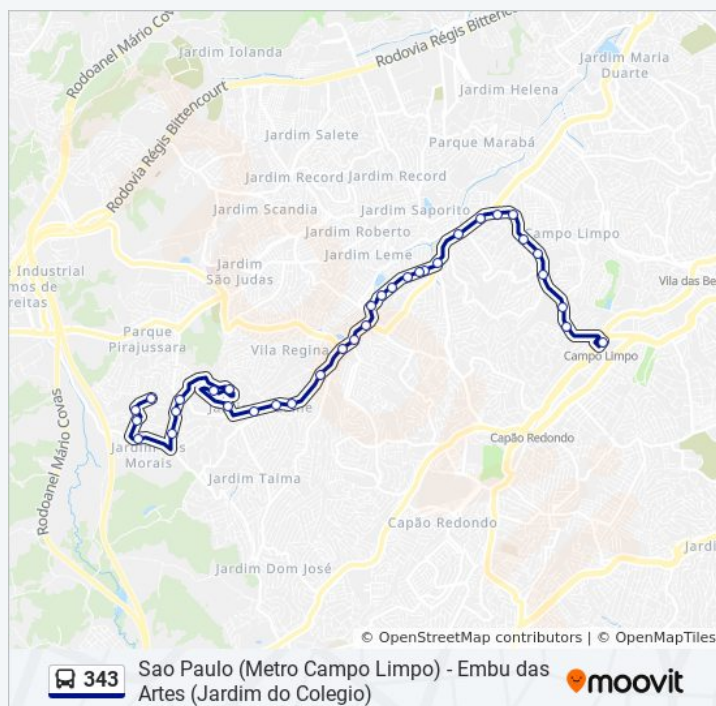 Jardim Iolanda
Rodoanel Mário Covas
Rodovia Régis Bittencourt
Jardim Maria
Duarte
Jardim Helena
Rodovia Régis Bittencourt
Jardim Salete
Parque Marabá
Jardim Record
Jardim Record
Jardim Scandia
Jardim Saporito
Jardim Roberto
Campo Limpo
Jardim Leme
e Industrial
mos de
reitas
Jardim
São Judas
Vila das Be
Parque
Pirajussara
Vila Regina
Campo Limpo
Rodoanel Mário Covas
Morais
Capão Redondo
Jardim Taima
Capão Redondo
Jardi
Jardim Dom José
© OpenStreetMap contributors | © OpenMapTiles
343
Sao Paulo (Metro Campo Limpo) - Embu das
Artes (Jardim do Colegio)
moovit